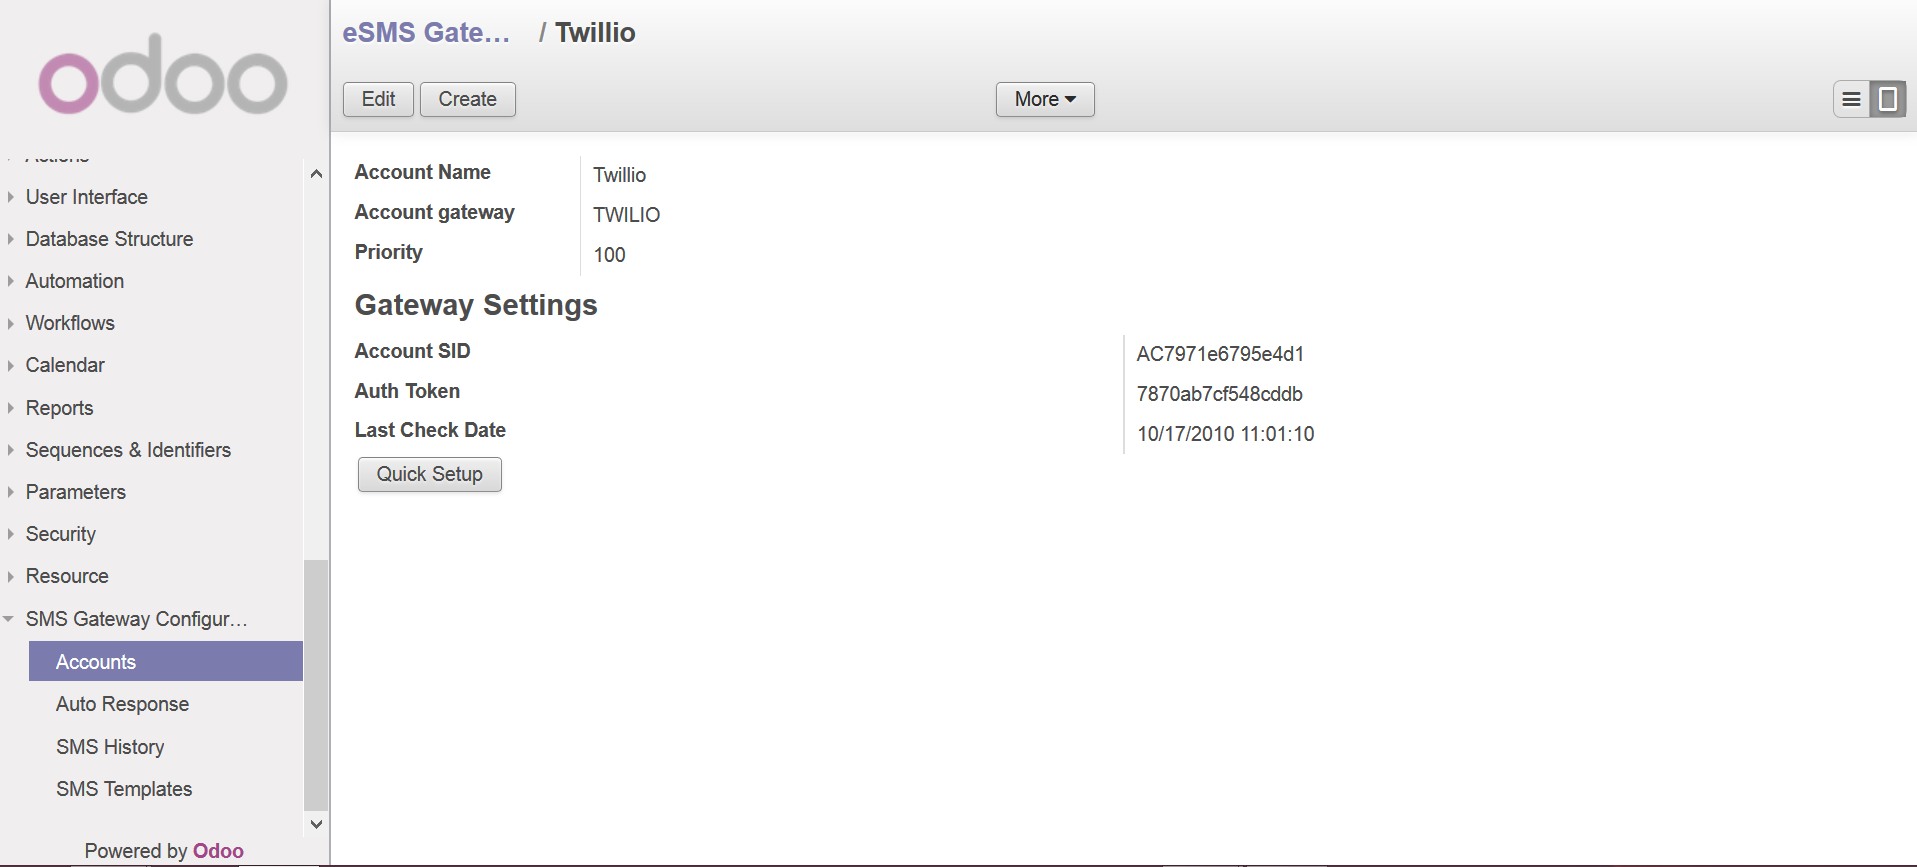 odoo
Actions
User Interface
Database Structure
Automation
Workflows
Calendar
Reports
Sequences & Identifiers
Parameters
Security
Resource
SMS Gateway Configur...
Accounts
Auto Response
SMS History
SMS Templates
Powered by Odoo
eSMS Gate... / Twillio
Edit Create More
Account Name Twillio
Account gateway TWILIO
Priority 100
Gateway Settings
Account SID AC7971e6795e4d1
Auth Token 7870ab7cf548cddb
Last Check Date 10/17/2010 11:01:10
Quick Setup